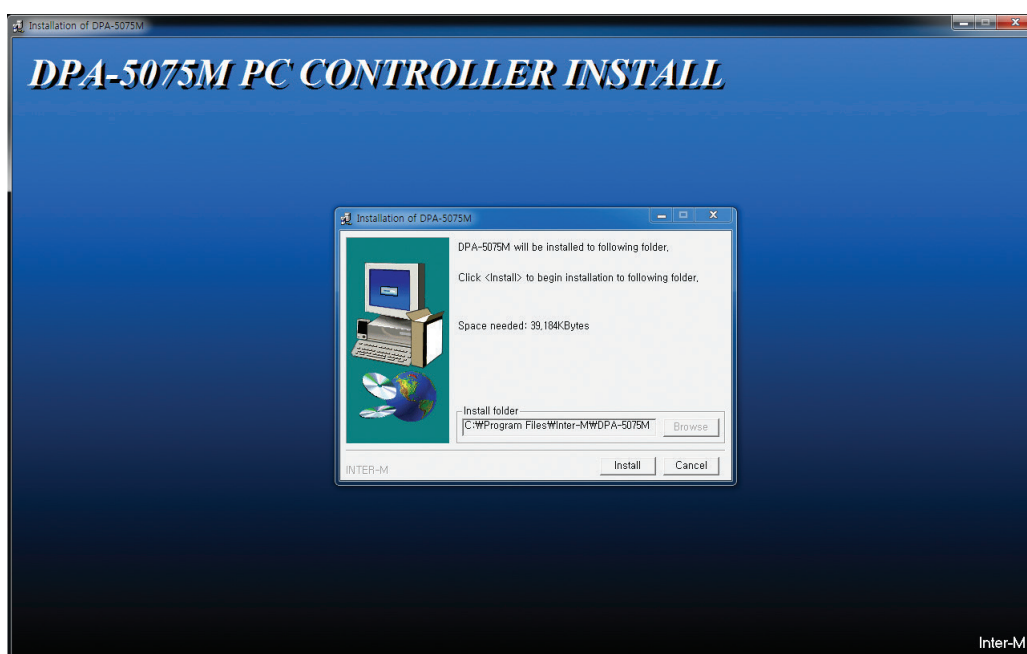 Installation of DPA-5075M
DPA-5075M PC CONTROLLER INSTALL
Installation of DPA-5075M
DPA-5075M will be installed to following folder,
Click <Install> to begin installation to following folder,
Space needed: 39,184KBytes
Install folder
C:₩Program Files₩Inter-M₩DPA-5075M
Browse
INTER-M
Install
Cancel
Inter-M